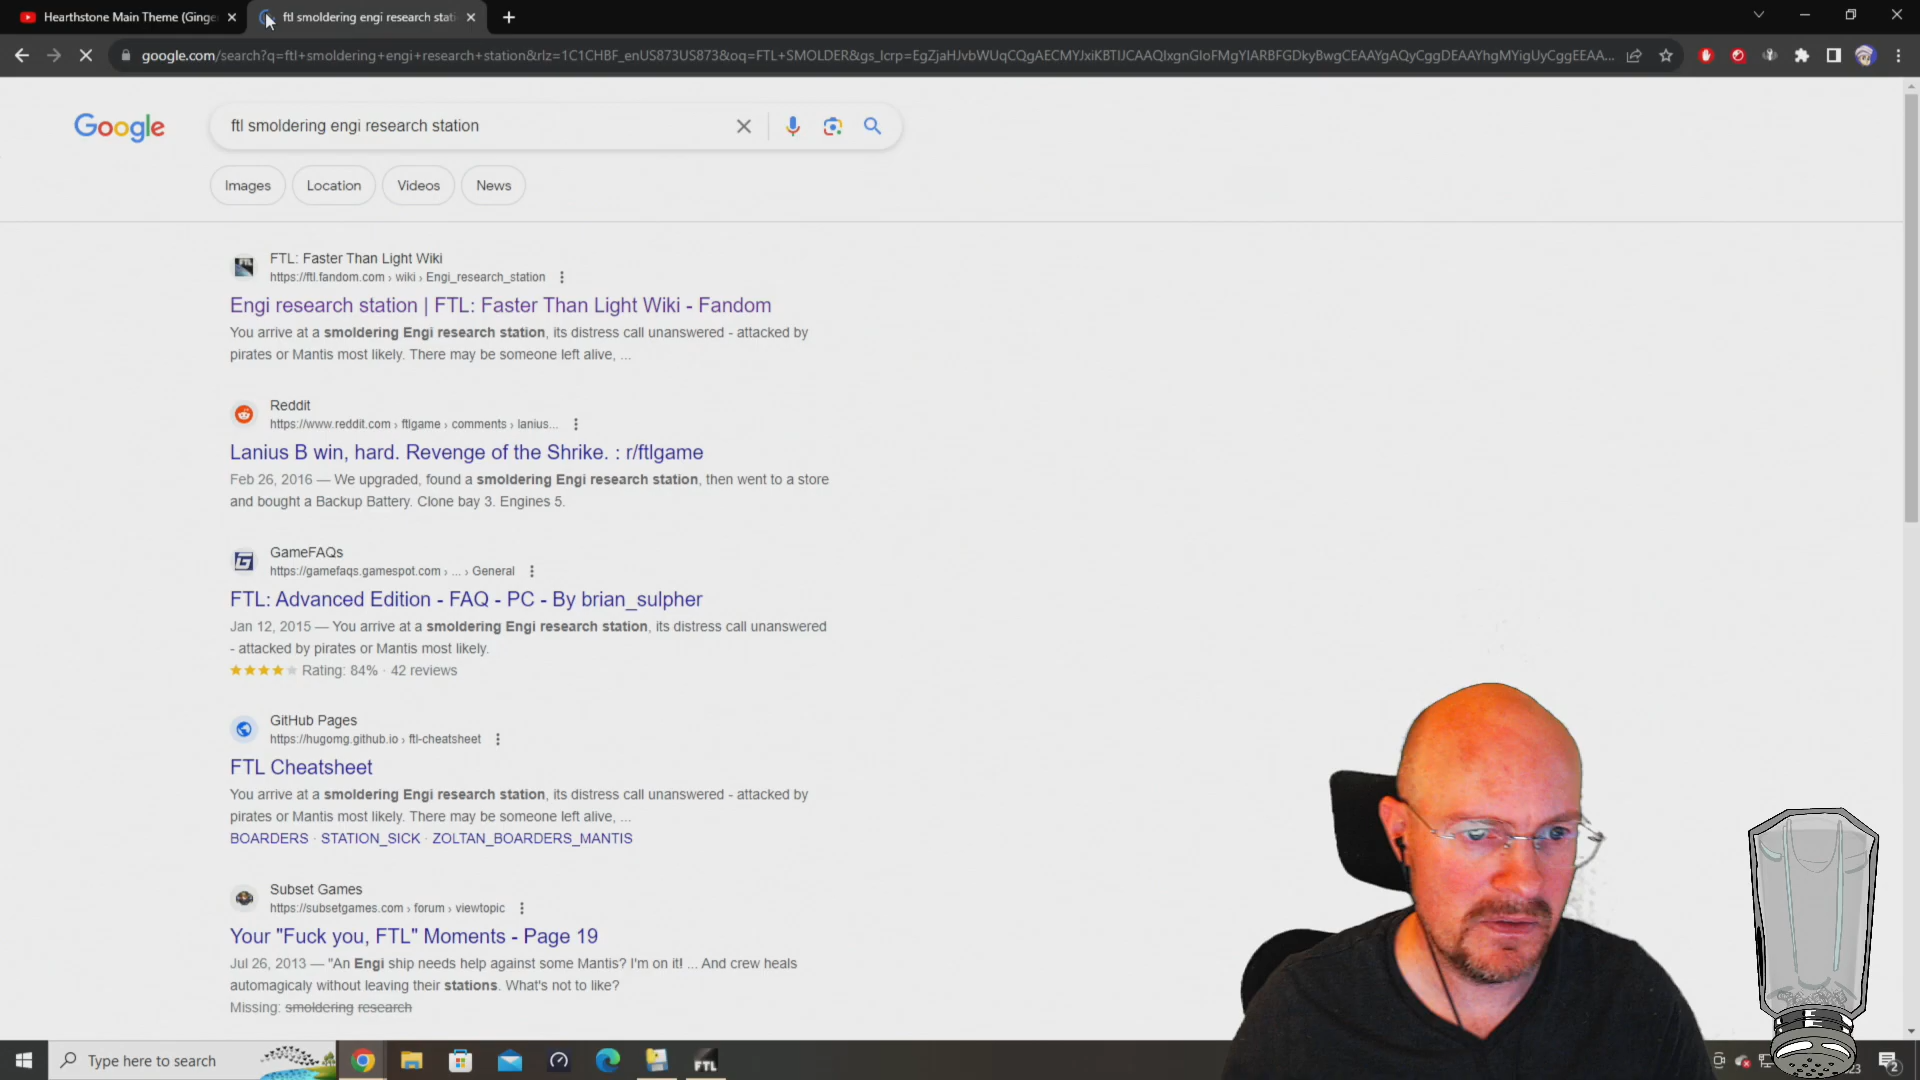 Hearthstone Main Theme (Ginge
ftl smoldering engi research stati
google.com/search?q=ftl+smoldering+engi+research+station&rlz=1C1CHBF_enUS873US873&oq=FTL+SMOLDER&gs_lcrp=EgZjaHJvbWUqCQgAECMYJxiKBTIJCAAQIxgnGIoFMgYIARBFGDkyBwgCEAAYgAQyCggDEAAYhgMYigUyCggEEAA...
Google
ftl smoldering engi research station
Images
Location
Videos
News
FTL: Faster Than Light Wiki
https://ftl.fandom.com › wiki › Engi_research_station
Engi research station | FTL: Faster Than Light Wiki - Fandom
You arrive at a smoldering Engi research station, its distress call unanswered - attacked by
pirates or Mantis most likely. There may be someone left alive, ...
Reddit
https://www.reddit.com › ftlgame › comments › lanius...
Lanius B win, hard. Revenge of the Shrike. : r/ftlgame
Feb 26, 2016 — We upgraded, found a smoldering Engi research station, then went to a store
and bought a Backup Battery. Clone bay 3. Engines 5.
GameFAQs
https://gamefaqs.gamespot.com › ... › General
FTL: Advanced Edition - FAQ - PC - By brian_sulpher
Jan 12, 2015 — You arrive at a smoldering Engi research station, its distress call unanswered
- attacked by pirates or Mantis most likely.
Rating: 84% · 42 reviews
GitHub Pages
https://hugomg.github.io › ftl-cheatsheet
FTL Cheatsheet
You arrive at a smoldering Engi research station, its distress call unanswered - attacked by
pirates or Mantis most likely. There may be someone left alive, ...
BOARDERS · STATION_SICK · ZOLTAN_BOARDERS_MANTIS
Subset Games
https://subsetgames.com › forum › viewtopic
Your "Fuck you, FTL" Moments - Page 19
Jul 26, 2013 — "An Engi ship needs help against some Mantis? I'm on it! ... And crew heals
automagicaly without leaving their stations. What's not to like?
Missing: smoldering research
Type here to search
FTL
23
2